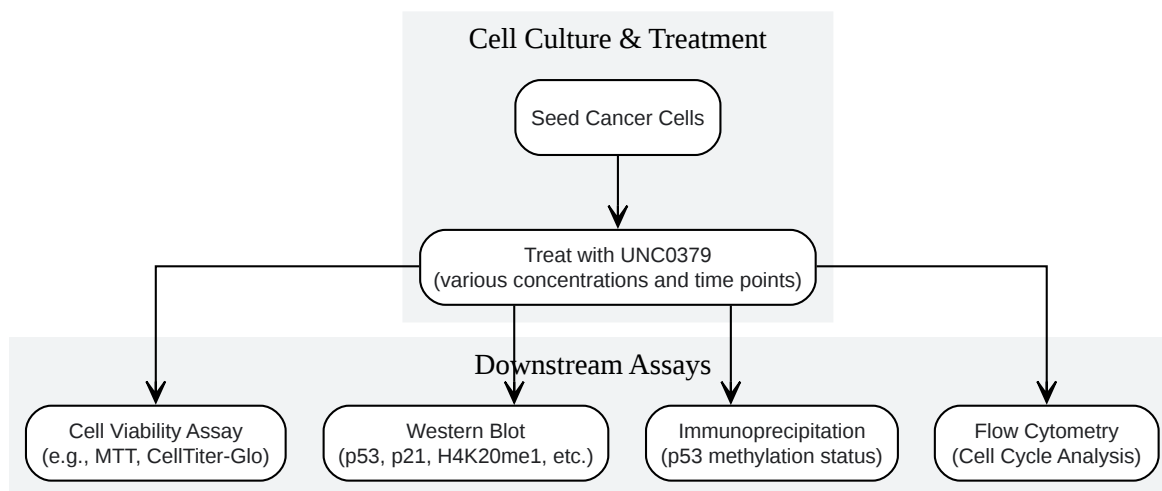 Cell Culture & Treatment
Seed Cancer Cells
Treat with UNC0379
(various concentrations and time points)
Downstream Assays
Cell Viability Assay
(e.g., MTT, CellTiter-Glo)
Western Blot
(p53, p21, H4K20me1, etc.)
Immunoprecipitation
(p53 methylation status)
Flow Cytometry
(Cell Cycle Analysis)